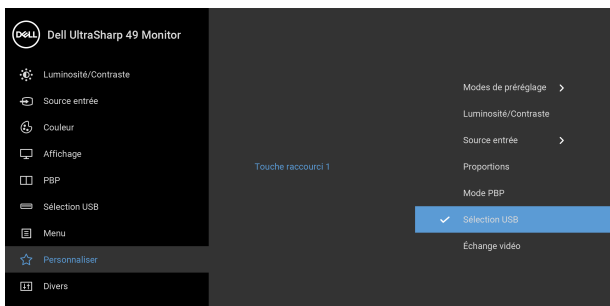 DELL Dell UltraSharp 49 Monitor
Luminosité/Contraste
Source entrée
Couleur
Affichage
PBP
Sélection USB
Menu
Personnaliser
Divers
Touche raccourci 1
Modes de préréglage
Luminosité/Contraste
Source entrée
Proportions
Mode PBP
Sélection USB
Échange vidéo